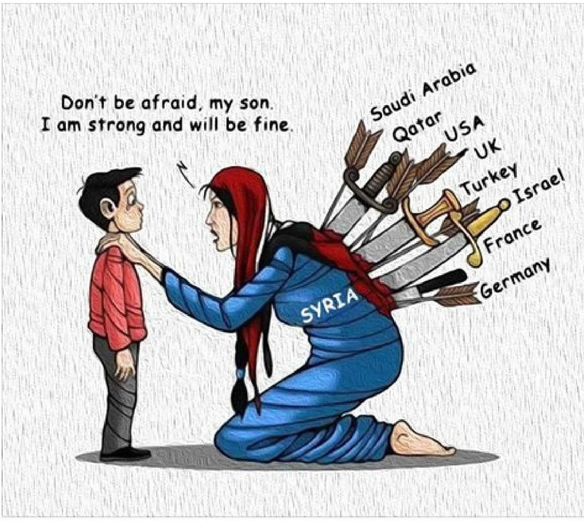 Don't be afraid, my son.
I am strong and will be fine.
Saudi Arabia
Qatar
USA
UK
Turkey
Israel
France
Germany
SYRIA